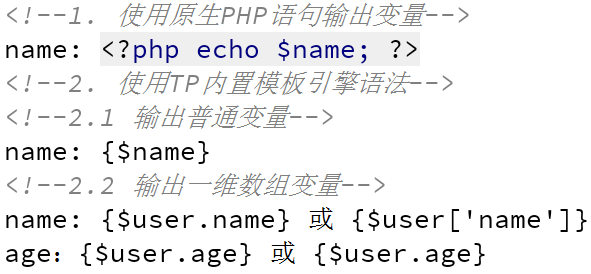 <!--1. 使用原生PHP语句输出变量-->
name: <?php echo $name; ?>
<!--2. 使用TP内置模板引擎语法-->
<!--2.1 输出普通变量-->
name: {$name}
<!--2.2 输出一维数组变量-->
name: {$user.name} 或 {$user['name']}
age：{$user.age} 或 {$user.age}